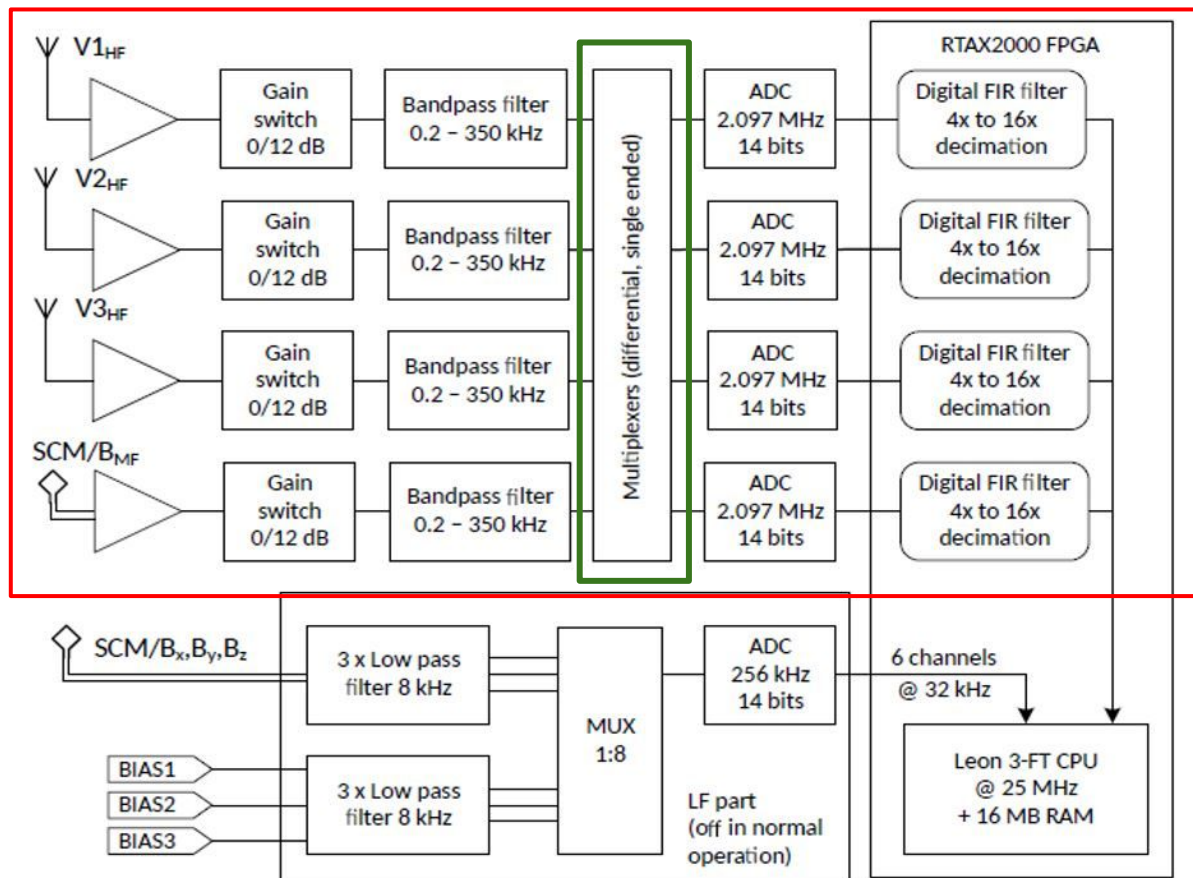 V1HF
Gain
switch
0/12 dB
Bandpass filter
0.2 – 350 kHz
Multiplexers (differential, single ended)
ADC
2.097 MHz
14 bits
RTAX2000 FPGA
Digital FIR filter
4x to 16x
decimation
V2HF
Gain
switch
0/12 dB
Bandpass filter
0.2 – 350 kHz
ADC
2.097 MHz
14 bits
Digital FIR filter
4x to 16x
decimation
V3HF
Gain
switch
0/12 dB
Bandpass filter
0.2 – 350 kHz
ADC
2.097 MHz
14 bits
Digital FIR filter
4x to 16x
decimation
SCM/BMF
Gain
switch
0/12 dB
Bandpass filter
0.2 – 350 kHz
ADC
2.097 MHz
14 bits
Digital FIR filter
4x to 16x
decimation
SCM/Bx,By,Bz
3 x Low pass
filter 8 kHz
MUX
1:8
ADC
256 kHz
14 bits
6 channels
@ 32 kHz
BIAS1
BIAS2
BIAS3
3 x Low pass
filter 8 kHz
LF part
(off in normal
operation)
Leon 3-FT CPU
@ 25 MHz
+ 16 MB RAM